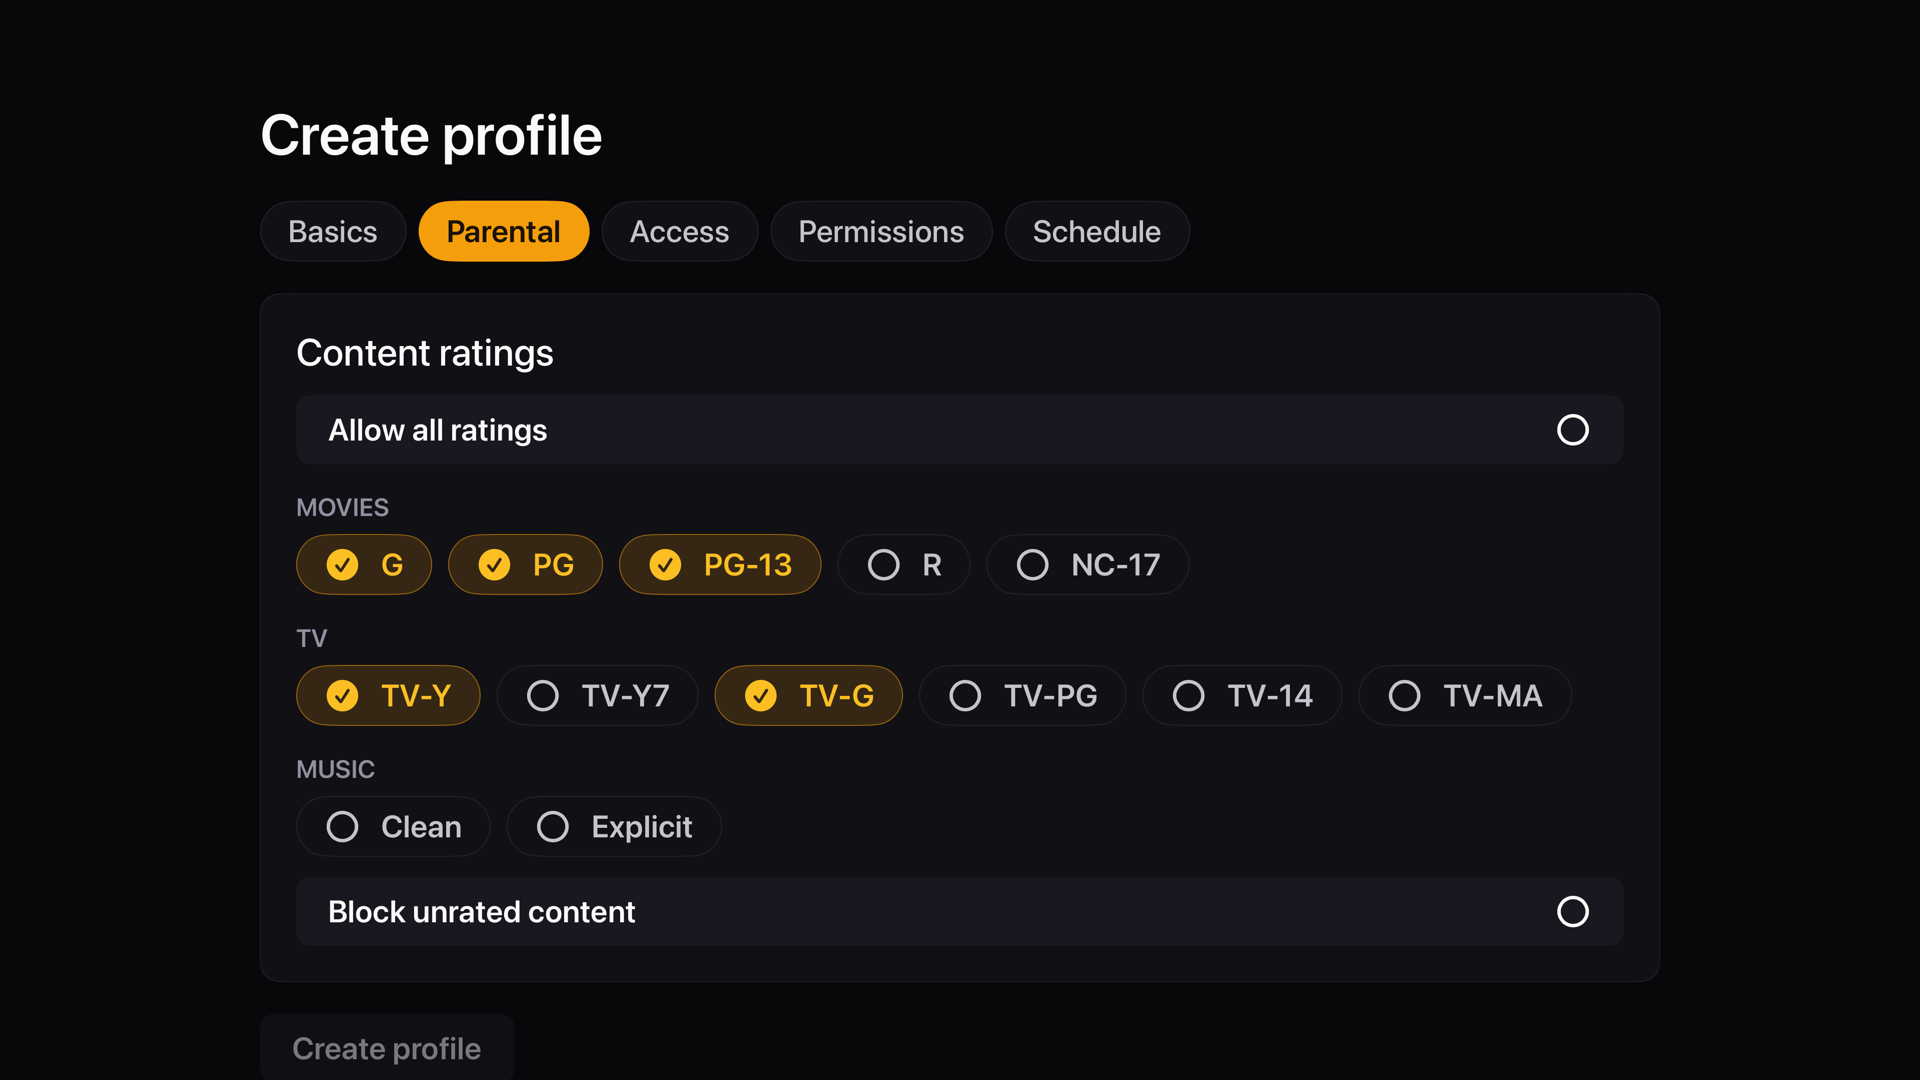 Create profile
Basics Parental Access Permissions Schedule
Content ratings
Allow all ratings
MOVIES
G PG PG-13 R NC-17
TV
TV-Y TV-Y7 TV-G TV-PG TV-14 TV-MA
MUSIC
Clean Explicit
Block unrated content
Create profile